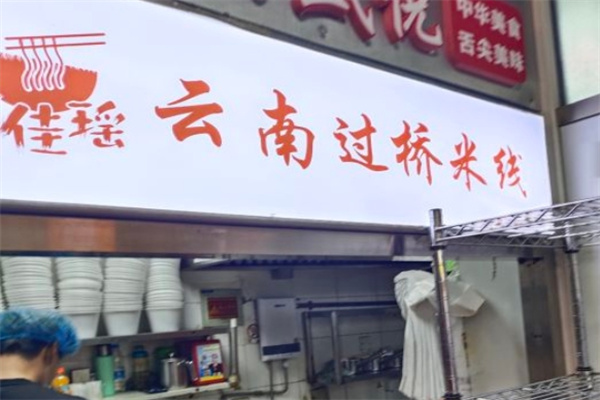 中华美食
舌尖美味
佳瑶
云南过桥米线